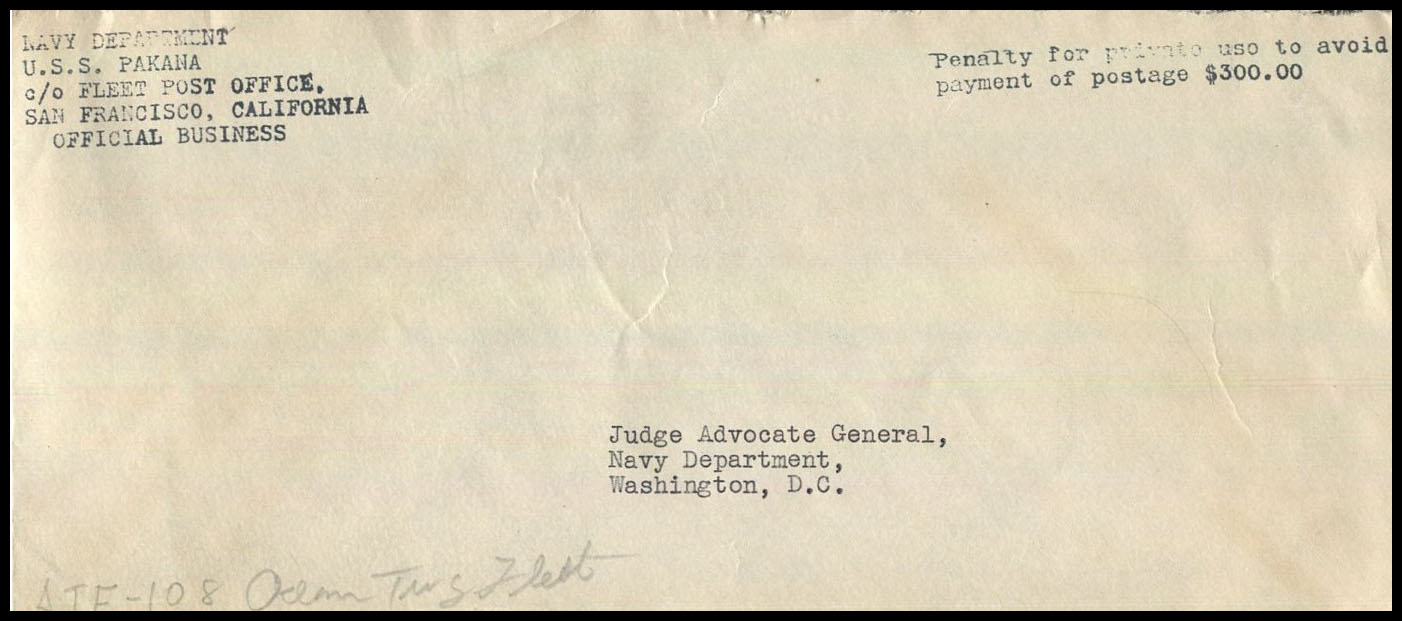 NAVY DEPARTMENT
U.S.S. PAKANA
c/o FLEET POST OFFICE,
SAN FRANCISCO, CALIFORNIA
OFFICIAL BUSINESS
Penalty for private use to avoid
payment of postage $300.00
Judge Advocate General,
Navy Department,
Washington, D.C.
ATF-108 Ocean Tug Fleet